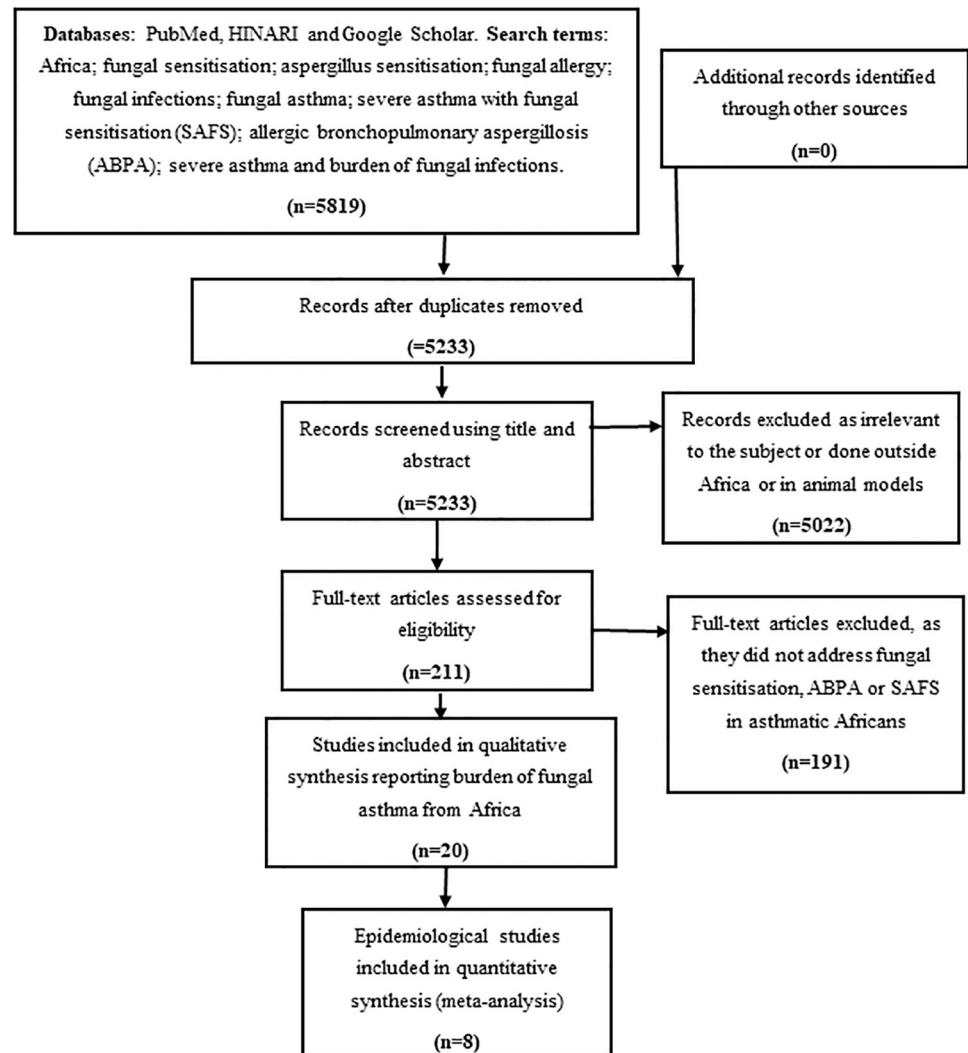 Databases: PubMed, HINARI and Google Scholar. Search terms:
Africa; fungal sensitisation; aspergillus sensitisation; fungal allergy;
fungal infections; fungal asthma; severe asthma with fungal
sensitisation (SAFS); allergic bronchopulmonary aspergillosis
(ABPA); severe asthma and burden of fungal infections.
(n=5819)
Additional records identified
through other sources
(n=0)
Records after duplicates removed
(=5233)
Records screened using title and
abstract
(n=5233)
Records excluded as irrelevant
to the subject or done outside
Africa or in animal models
(n=5022)
Full-text articles assessed for
eligibility
(n=211)
Full-text articles excluded, as
they did not address fungal
sensitisation, ABPA or SAFS
in asthmatic Africans
(n=191)
Studies included in qualitative
synthesis reporting burden of fungal
asthma from Africa
(n=20)
Epidemiological studies
included in quantitative
synthesis (meta-analysis)
(n=8)